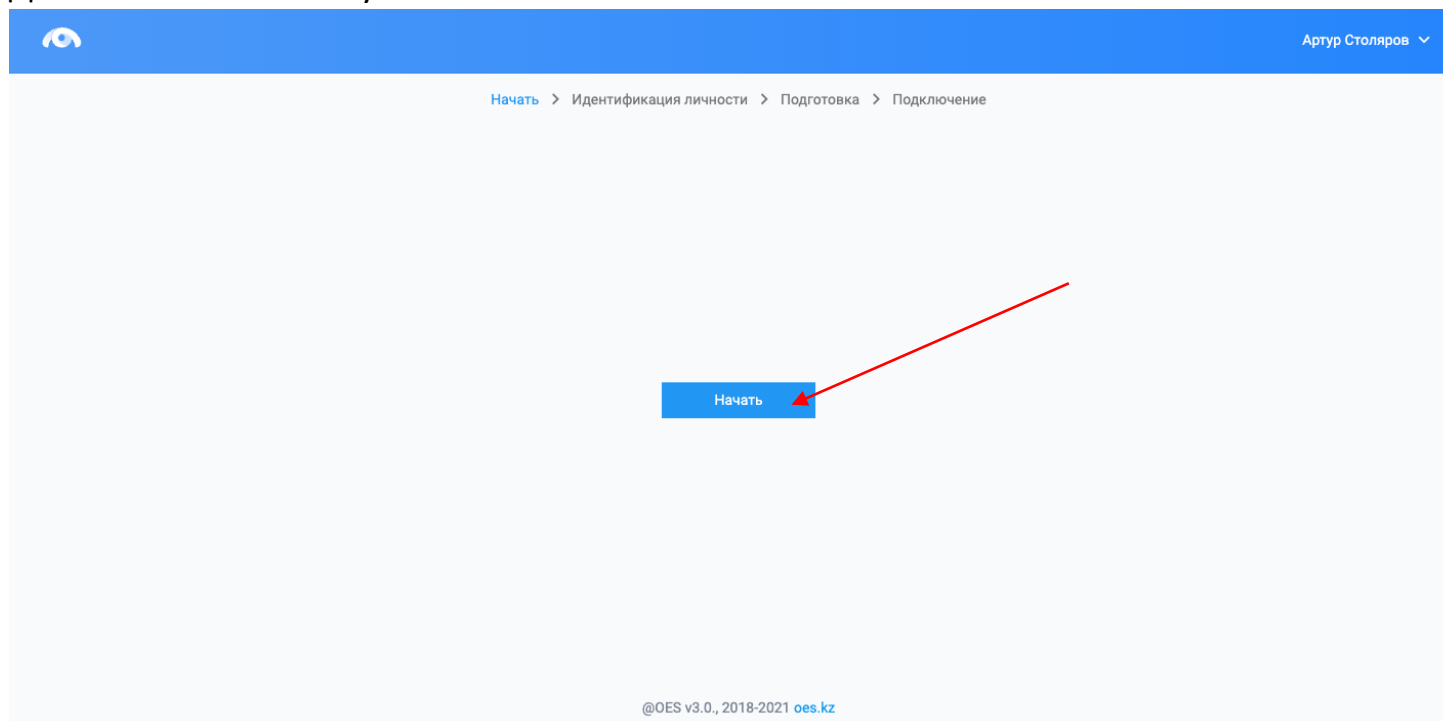 Артур Столяров
Начать > Идентификация личности > Подготовка > Подключение
Начать
@OES v3.0., 2018-2021 oes.kz